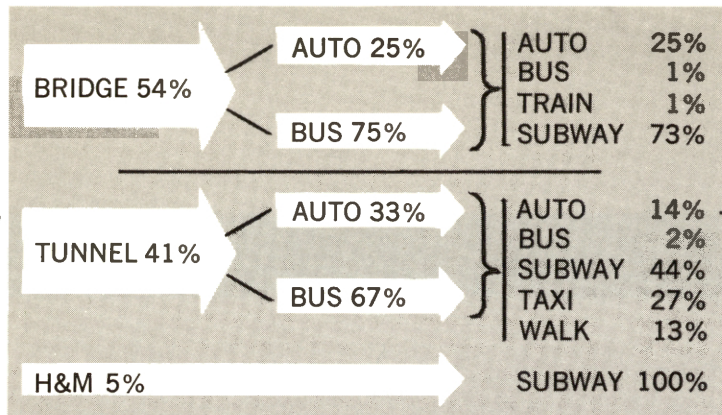 BRIDGE 54%
AUTO 25%
BUS 75%
AUTO 25%
BUS 1%
TRAIN 1%
SUBWAY 73%
TUNNEL 41%
AUTO 33%
BUS 67%
AUTO 14%
BUS 2%
SUBWAY 44%
TAXI 27%
WALK 13%
H&M 5%
SUBWAY 100%